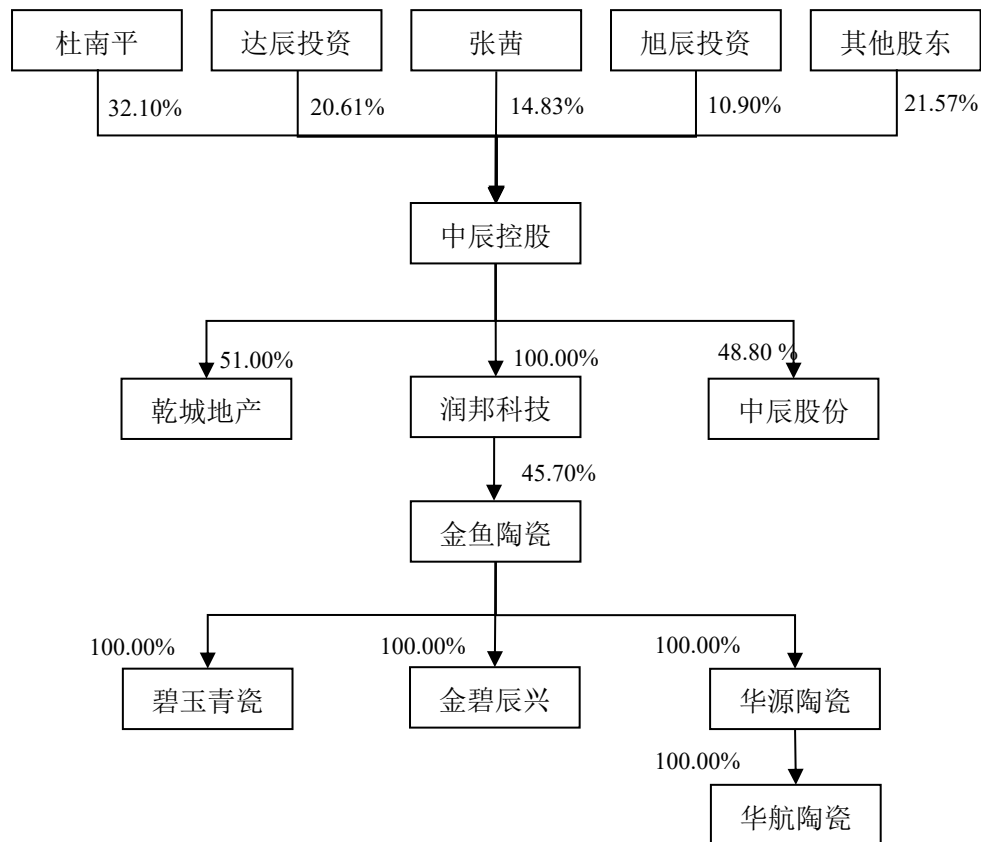 杜南平
达辰投资
张茜
旭辰投资
其他股东
32.10%
20.61%
14.83%
10.90%
21.57%
中辰控股
51.00%
100.00%
48.80 %
乾城地产
润邦科技
中辰股份
45.70%
金鱼陶瓷
100.00%
100.00%
100.00%
碧玉青瓷
金碧辰兴
华源陶瓷
100.00%
华航陶瓷